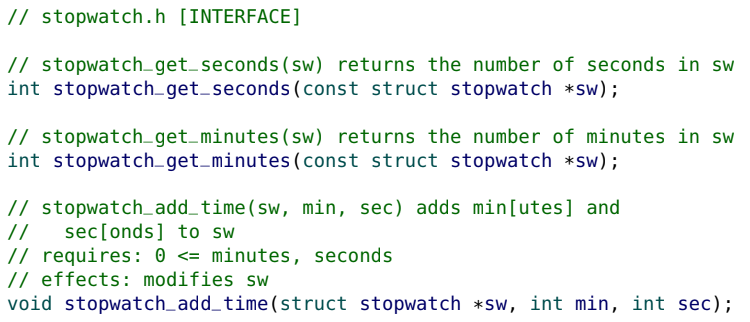 // stopwatch.h [INTERFACE]
// stopwatch_get_seconds(sw) returns the number of seconds in sw
int stopwatch_get_seconds(const struct stopwatch *sw);
// stopwatch_get_minutes(sw) returns the number of minutes in sw
int stopwatch_get_minutes(const struct stopwatch *sw);
// stopwatch_add_time(sw, min, sec) adds min[utes] and
//   sec[onds] to sw
// requires: 0 <= minutes, seconds
// effects: modifies sw
void stopwatch_add_time(struct stopwatch *sw, int min, int sec);